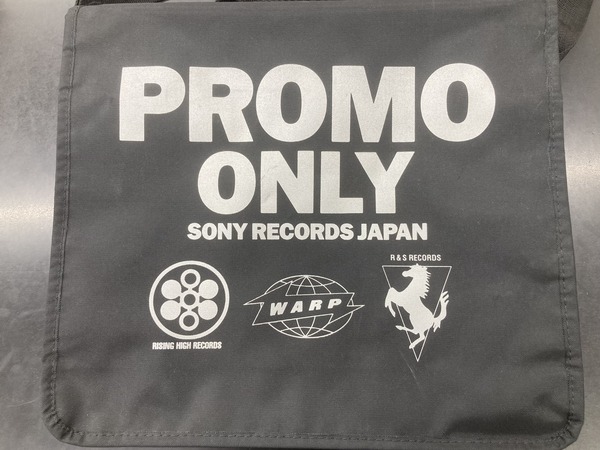 PROMO
ONLY
SONY RECORDS JAPAN
R & S RECORDS
WARP
RISING HIGH RECORDS